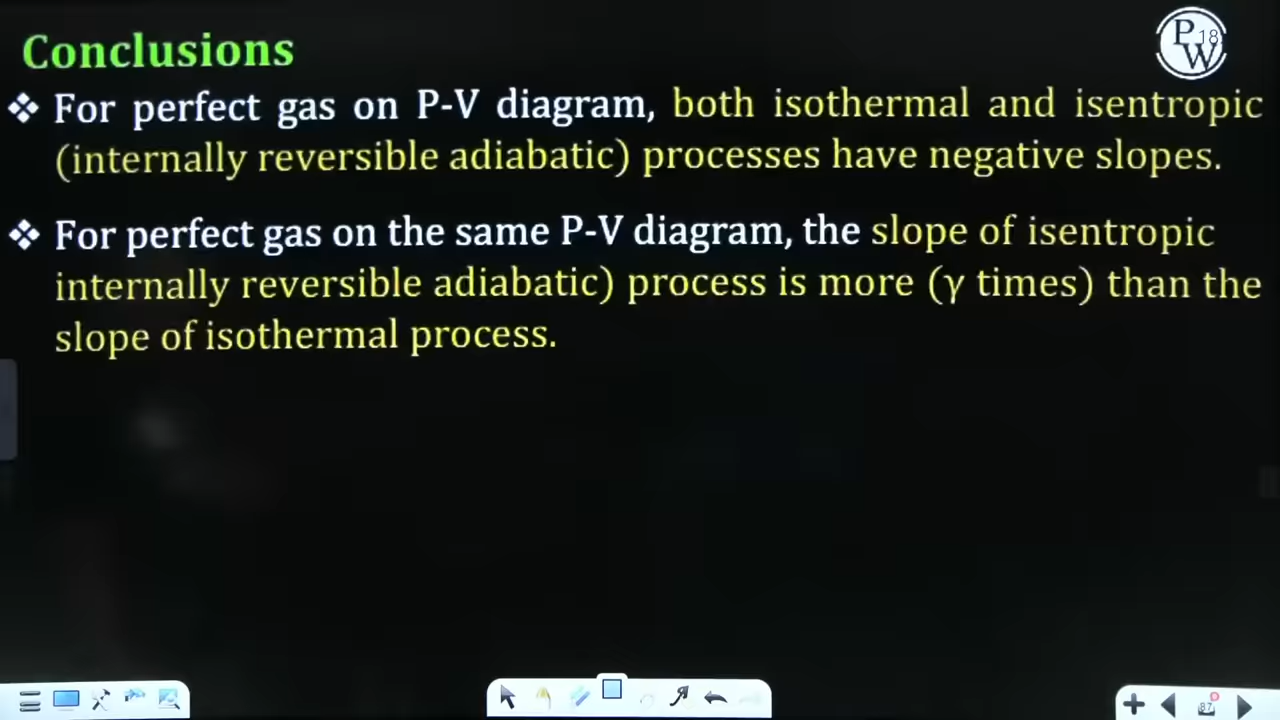 Conclusions
P 18
W
❖ For perfect gas on P-V diagram, both isothermal and isentropic
(internally reversible adiabatic) processes have negative slopes.
❖ For perfect gas on the same P-V diagram, the slope of isentropic
internally reversible adiabatic) process is more (γ times) than the
slope of isothermal process.
87